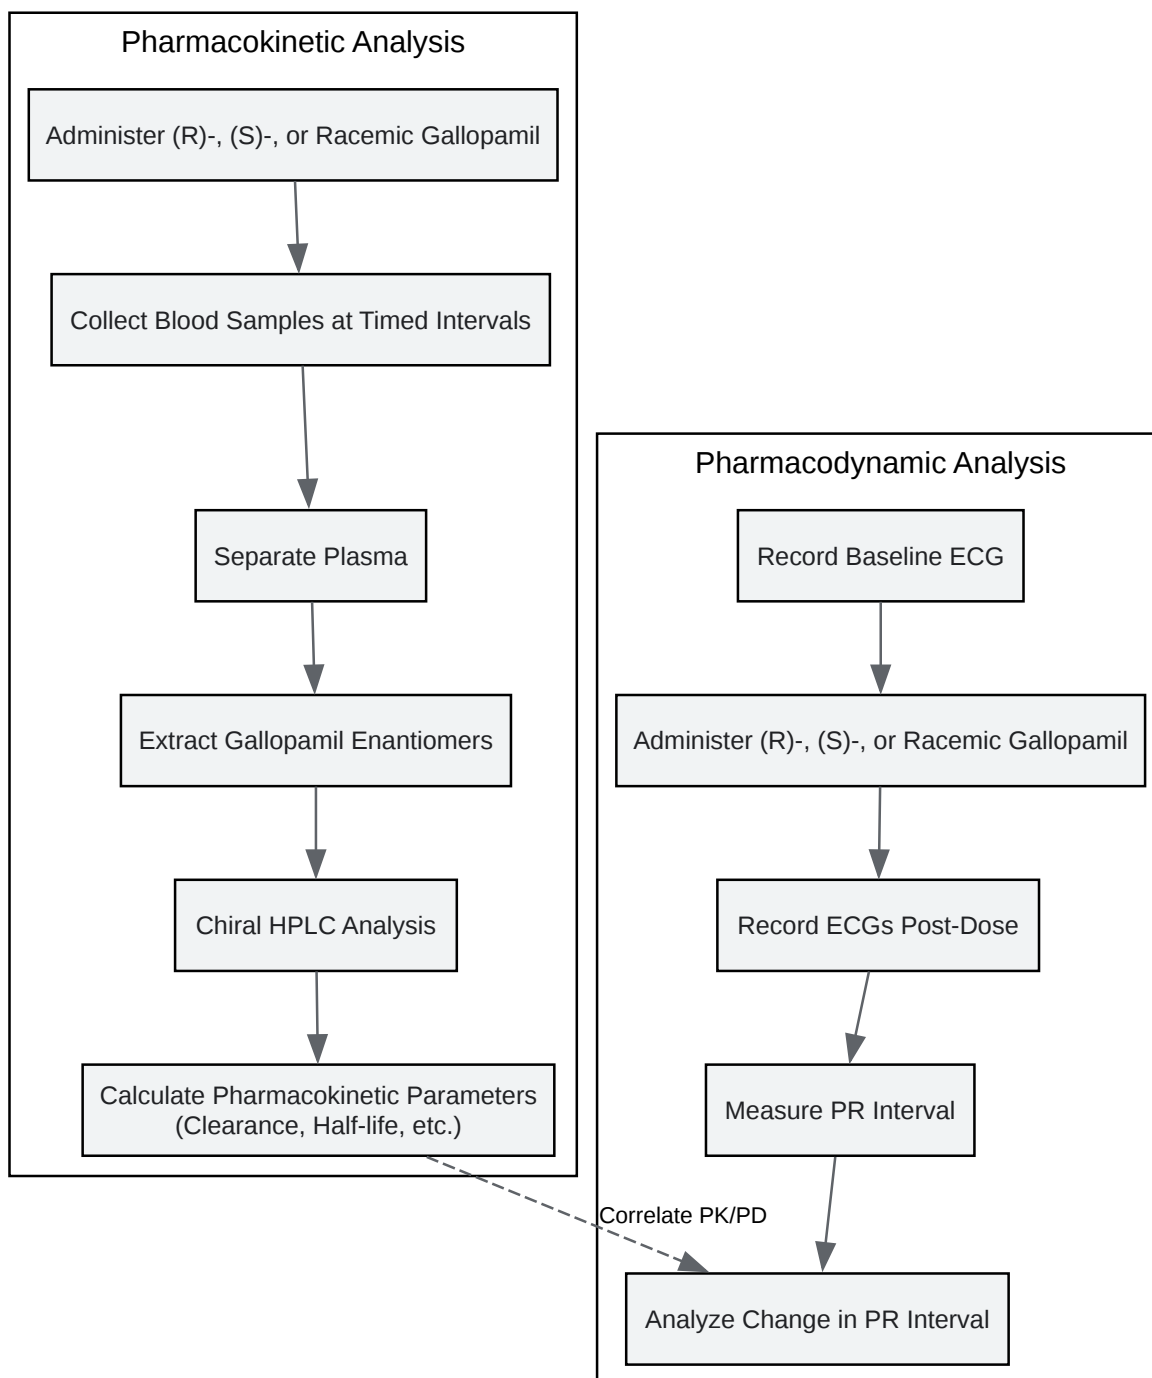 Pharmacokinetic Analysis
Administer (R)-, (S)-, or Racemic Gallopamil
Collect Blood Samples at Timed Intervals
Separate Plasma
Extract Gallopamil Enantiomers
Chiral HPLC Analysis
Calculate Pharmacokinetic Parameters
(Clearance, Half-life, etc.)
Correlate PK/PD
Pharmacodynamic Analysis
Record Baseline ECG
Administer (R)-, (S)-, or Racemic Gallopamil
Record ECGs Post-Dose
Measure PR Interval
Analyze Change in PR Interval